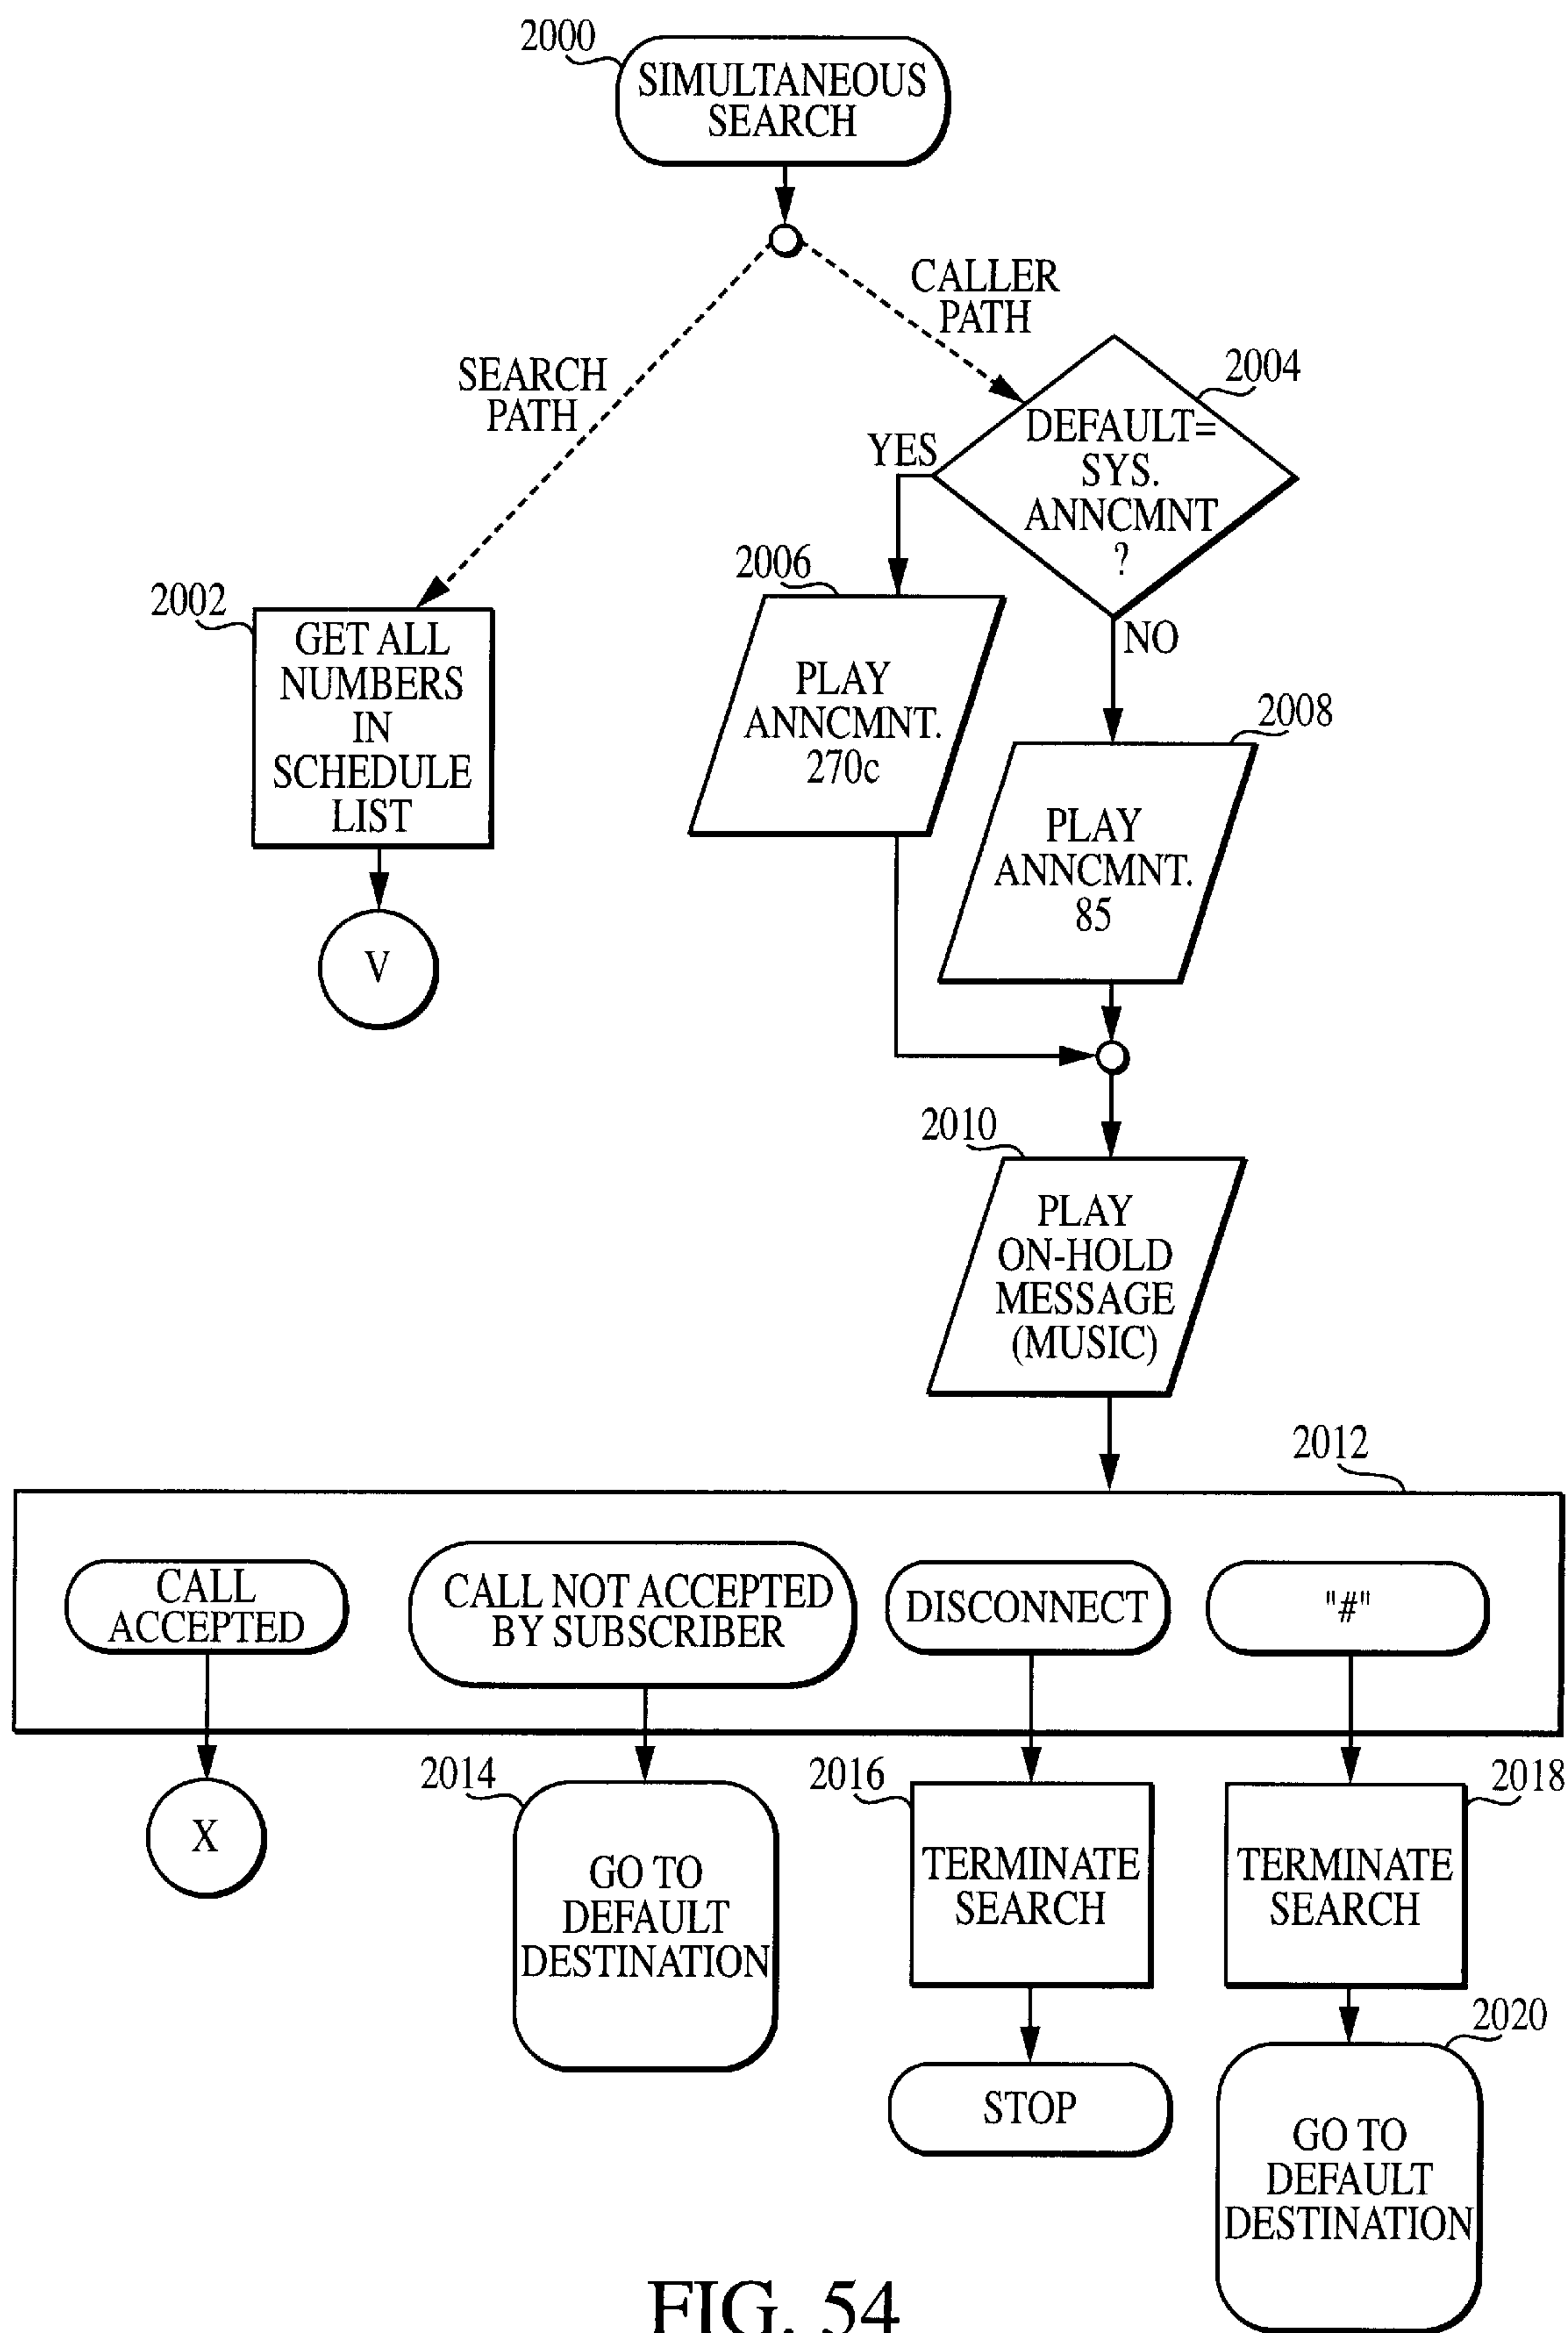 2000
SIMULTANEOUS
SEARCH
CALLER
PATH
SEARCH
PATH
2004
DEFAULT=
SYS.
ANNCMNT
?
YES
NO
2002
GET ALL
NUMBERS
IN
SCHEDULE
LIST
V
2006
PLAY
ANNCMNT.
270c
2008
PLAY
ANNCMNT.
85
2010
PLAY
ON-HOLD
MESSAGE
(MUSIC)
2012
CALL
ACCEPTED
CALL NOT ACCEPTED
BY SUBSCRIBER
DISCONNECT
"#"
X
2014
GO TO
DEFAULT
DESTINATION
2016
TERMINATE
SEARCH
STOP
2018
TERMINATE
SEARCH
2020
GO TO
DEFAULT
DESTINATION
FIG. 54